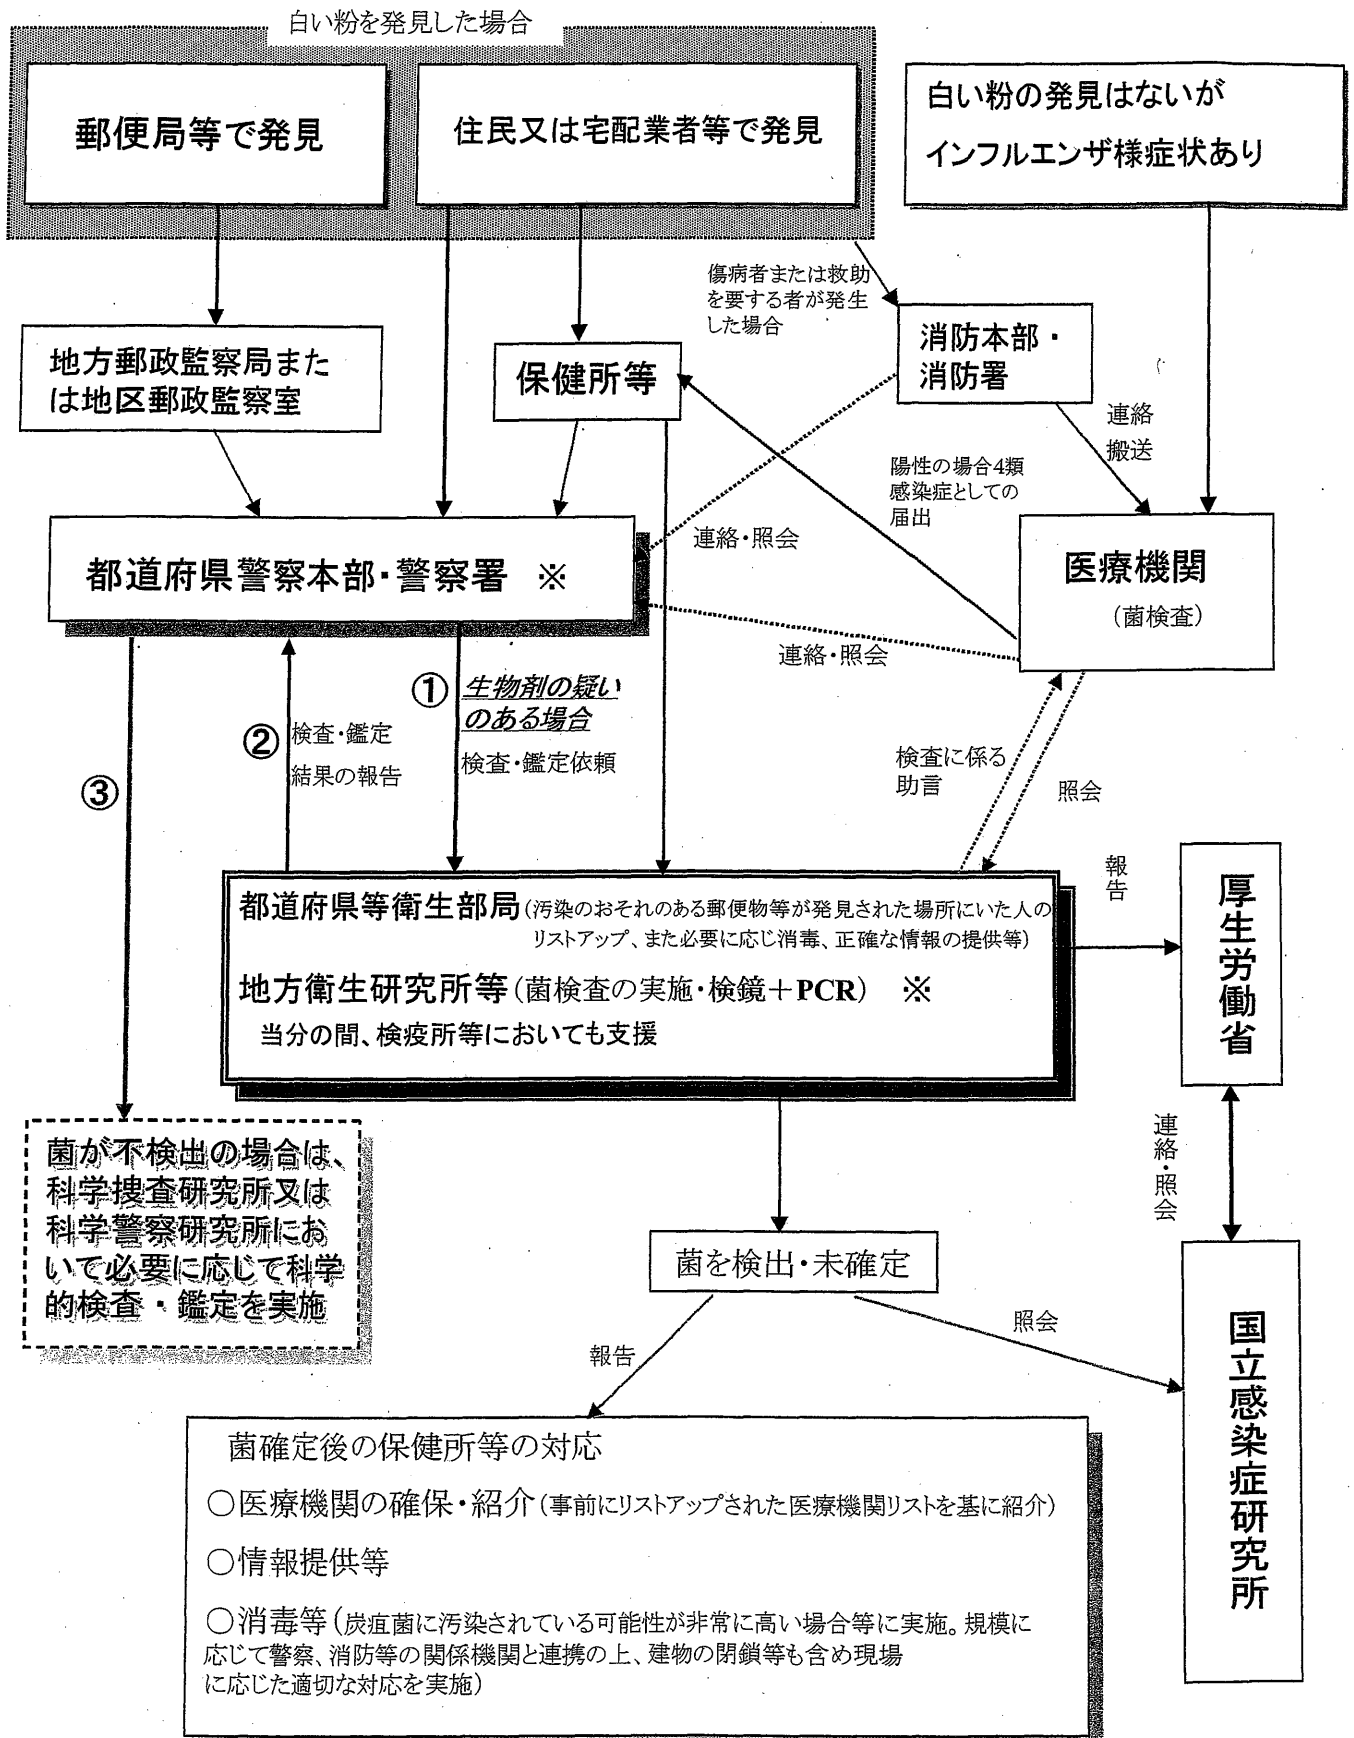 白い粉を発見した場合
郵便局等で発見
住民又は宅配業者等で発見
白い粉の発見はないが
インフルエンザ様症状あり
傷病者または救助
を要する者が発生
した場合
地方郵政監察局また
は地区郵政監察室
保健所等
消防本部・
消防署
連絡
搬送
陽性の場合4類
感染症としての
届出
連絡・照会
都道府県警察本部・警察署 ※
医療機関
(菌検査)
連絡・照会
① 生物剤の疑い
のある場合
検査・鑑定依頼
② 検査・鑑定
結果の報告
③
検査に係る
助言
照会
報告
都道府県等衛生部局(汚染のおそれのある郵便物等が発見された場所にいた人の
リストアップ、また必要に応じ消毒、正確な情報の提供等)
地方衛生研究所等(菌検査の実施・検鏡+PCR) ※
当分の間、検疫所等においても支援
厚生労働省
連絡・照会
菌が不検出の場合は、
科学捜査研究所又は
科学警察研究所にお
いて必要に応じて科学
的検査・鑑定を実施
菌を検出・未確定
報告
照会
国立感染症研究所
菌確定後の保健所等の対応
○医療機関の確保・紹介(事前にリストアップされた医療機関リストを基に紹介)
○情報提供等
○消毒等(炭疽菌に汚染されている可能性が非常に高い場合等に実施。規模に
応じて警察、消防等の関係機関と連携の上、建物の閉鎖等も含め現場
に応じた適切な対応を実施)